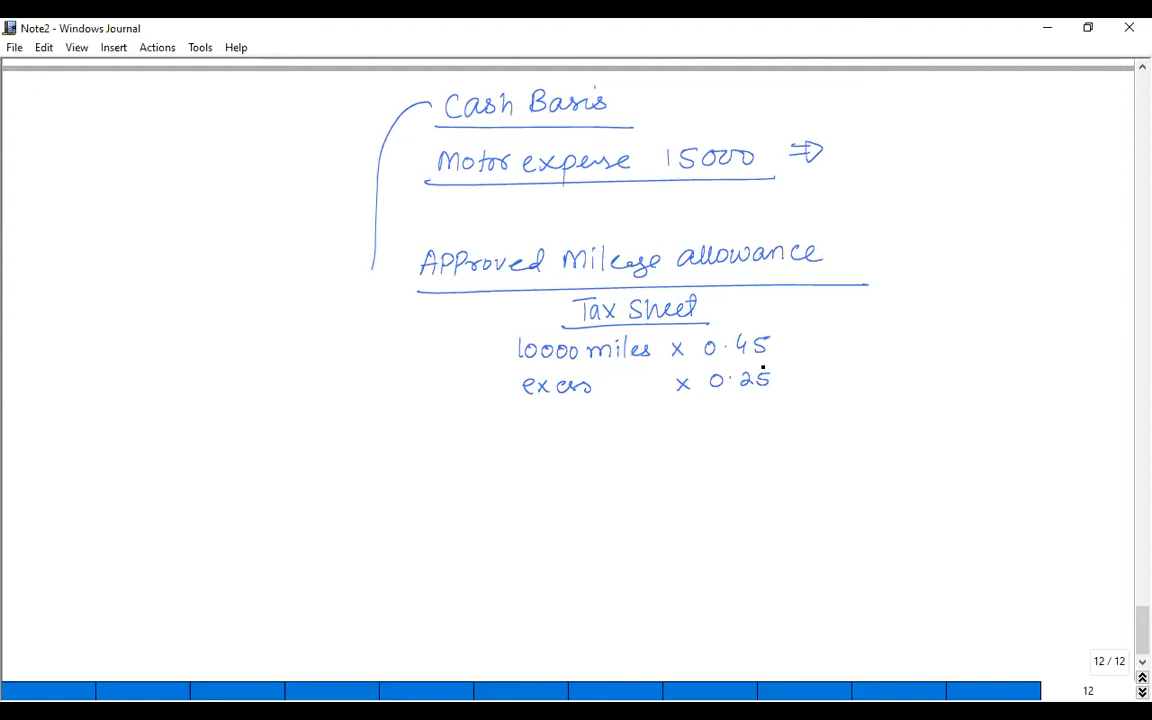 Note2 - Windows Journal
File Edit View Insert Actions Tools Help
Cash Basis
Motor expense 15000 ⇒
Approved Mileage allowance
Tax Sheet
10000 miles x 0.45
excess x 0.25
12 / 12
12